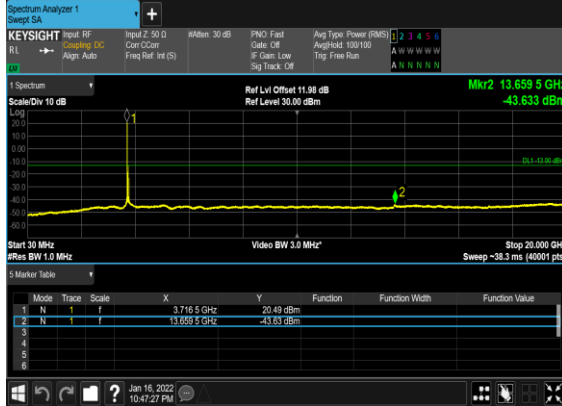 Spectrum Analyzer 1
Swept SA
+
KEYSIGHT Input: RF Input Z: 50 Ω #Atten: 30 dB PNO: Fast Avg Type: Power (RMS) 1 2 3 4 5 6
RL Coupling: DC Corr CCorr Gate: Off Avg|Hold: 100/100 A W W W W W
Align: Auto Freq Ref: Int (S) IF Gain: Low Trig: Free Run
Sig Track: Off A N N N N N
1 Spectrum
Ref Lvl Offset 11.98 dB Mkr2 13.659 5 GHz
Scale/Div 10 dB Ref Level 30.00 dBm -43.633 dBm
Log
20.0
10.0
0.00
-10.0
-20.0
-30.0
-40.0
-50.0
-60.0
1
DL1 -13.00 dBm
2
Start 30 MHz Video BW 3.0 MHz* Stop 20.000 GHz
#Res BW 1.0 MHz Sweep ~38.3 ms (40001 pts)
5 Marker Table
Mode Trace Scale X Y Function Function Width Function Value
1 N 1 f 3.716 5 GHz 20.49 dBm
2 N 1 f 13.659 5 GHz -43.63 dBm
3
4
5
6
?
Jan 16, 2022
10:47:27 PM